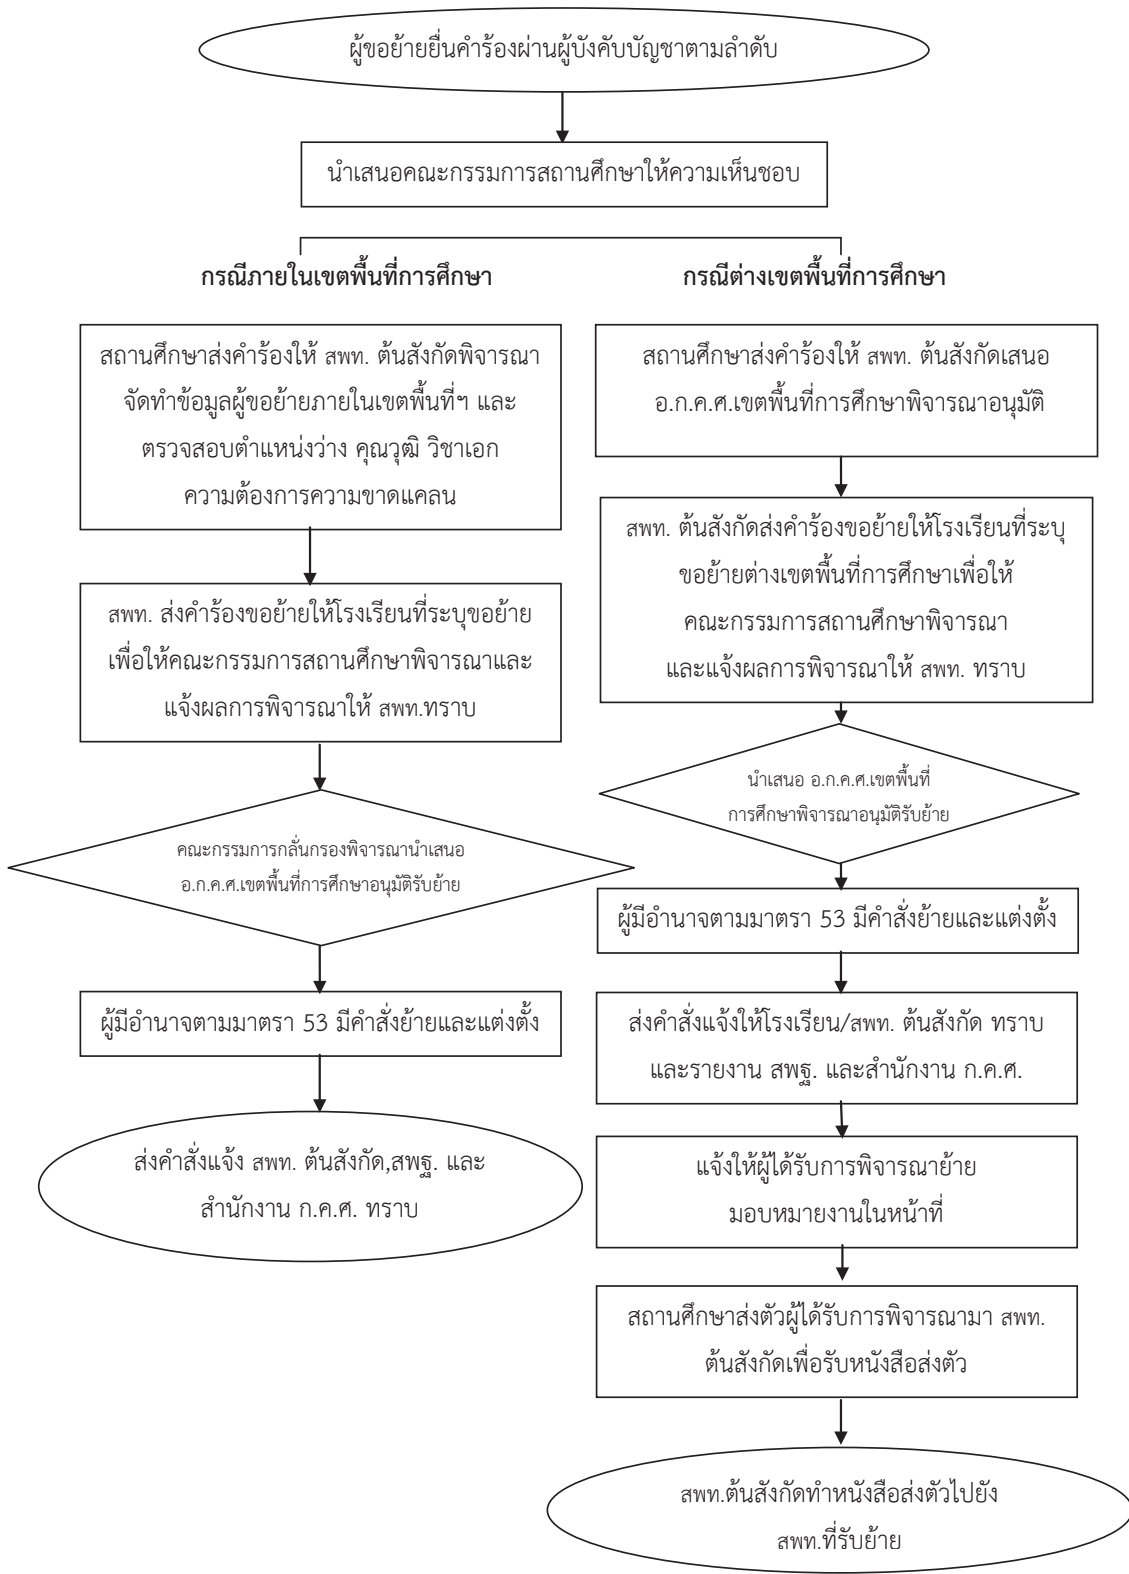 ผู้ขอย้ายยื่นคำร้องผ่านผู้บังคับบัญชาตามลำดับ
นำเสนอคณะกรรมการสถานศึกษาให้ความเห็นชอบ
กรณีภายในเขตพื้นที่การศึกษา
สถานศึกษาส่งคำร้องให้ สพท. ต้นสังกัดพิจารณา
จัดทำข้อมูลผู้ขอย้ายภายในเขตพื้นที่ฯ และ
ตรวจสอบตำแหน่งว่าง คุณวุฒิ วิชาเอก
ความต้องการความขาดแคลน
สพท. ส่งคำร้องขอย้ายให้โรงเรียนที่ระบุขอย้าย
เพื่อให้คณะกรรมการสถานศึกษาพิจารณาและ
แจ้งผลการพิจารณาให้ สพท.ทราบ
คณะกรรมการกลั่นกรองพิจารณานำเสนอ
อ.ก.ค.ศ.เขตพื้นที่การศึกษาอนุมัติรับย้าย
ผู้มีอำนาจตามมาตรา 53 มีคำสั่งย้ายและแต่งตั้ง
ส่งคำสั่งแจ้ง สพท. ต้นสังกัด,สพฐ. และ
สำนักงาน ก.ค.ศ. ทราบ
กรณีต่างเขตพื้นที่การศึกษา
สถานศึกษาส่งคำร้องให้ สพท. ต้นสังกัดเสนอ
อ.ก.ค.ศ.เขตพื้นที่การศึกษาพิจารณาอนุมัติ
สพท. ต้นสังกัดส่งคำร้องขอย้ายให้โรงเรียนที่ระบุ
ขอย้ายต่างเขตพื้นที่การศึกษาเพื่อให้
คณะกรรมการสถานศึกษาพิจารณา
และแจ้งผลการพิจารณาให้ สพท. ทราบ
นำเสนอ อ.ก.ค.ศ.เขตพื้นที่
การศึกษาพิจารณาอนุมัติรับย้าย
ผู้มีอำนาจตามมาตรา 53 มีคำสั่งย้ายและแต่งตั้ง
ส่งคำสั่งแจ้งให้โรงเรียน/สพท. ต้นสังกัด ทราบ
และรายงาน สพฐ. และสำนักงาน ก.ค.ศ.
แจ้งให้ผู้ได้รับการพิจารณาย้าย
มอบหมายงานในหน้าที่
สถานศึกษาส่งตัวผู้ได้รับการพิจารณามา สพท.
ต้นสังกัดเพื่อรับหนังสือส่งตัว
สพท.ต้นสังกัดทำหนังสือส่งตัวไปยัง
สพท.ที่รับย้าย